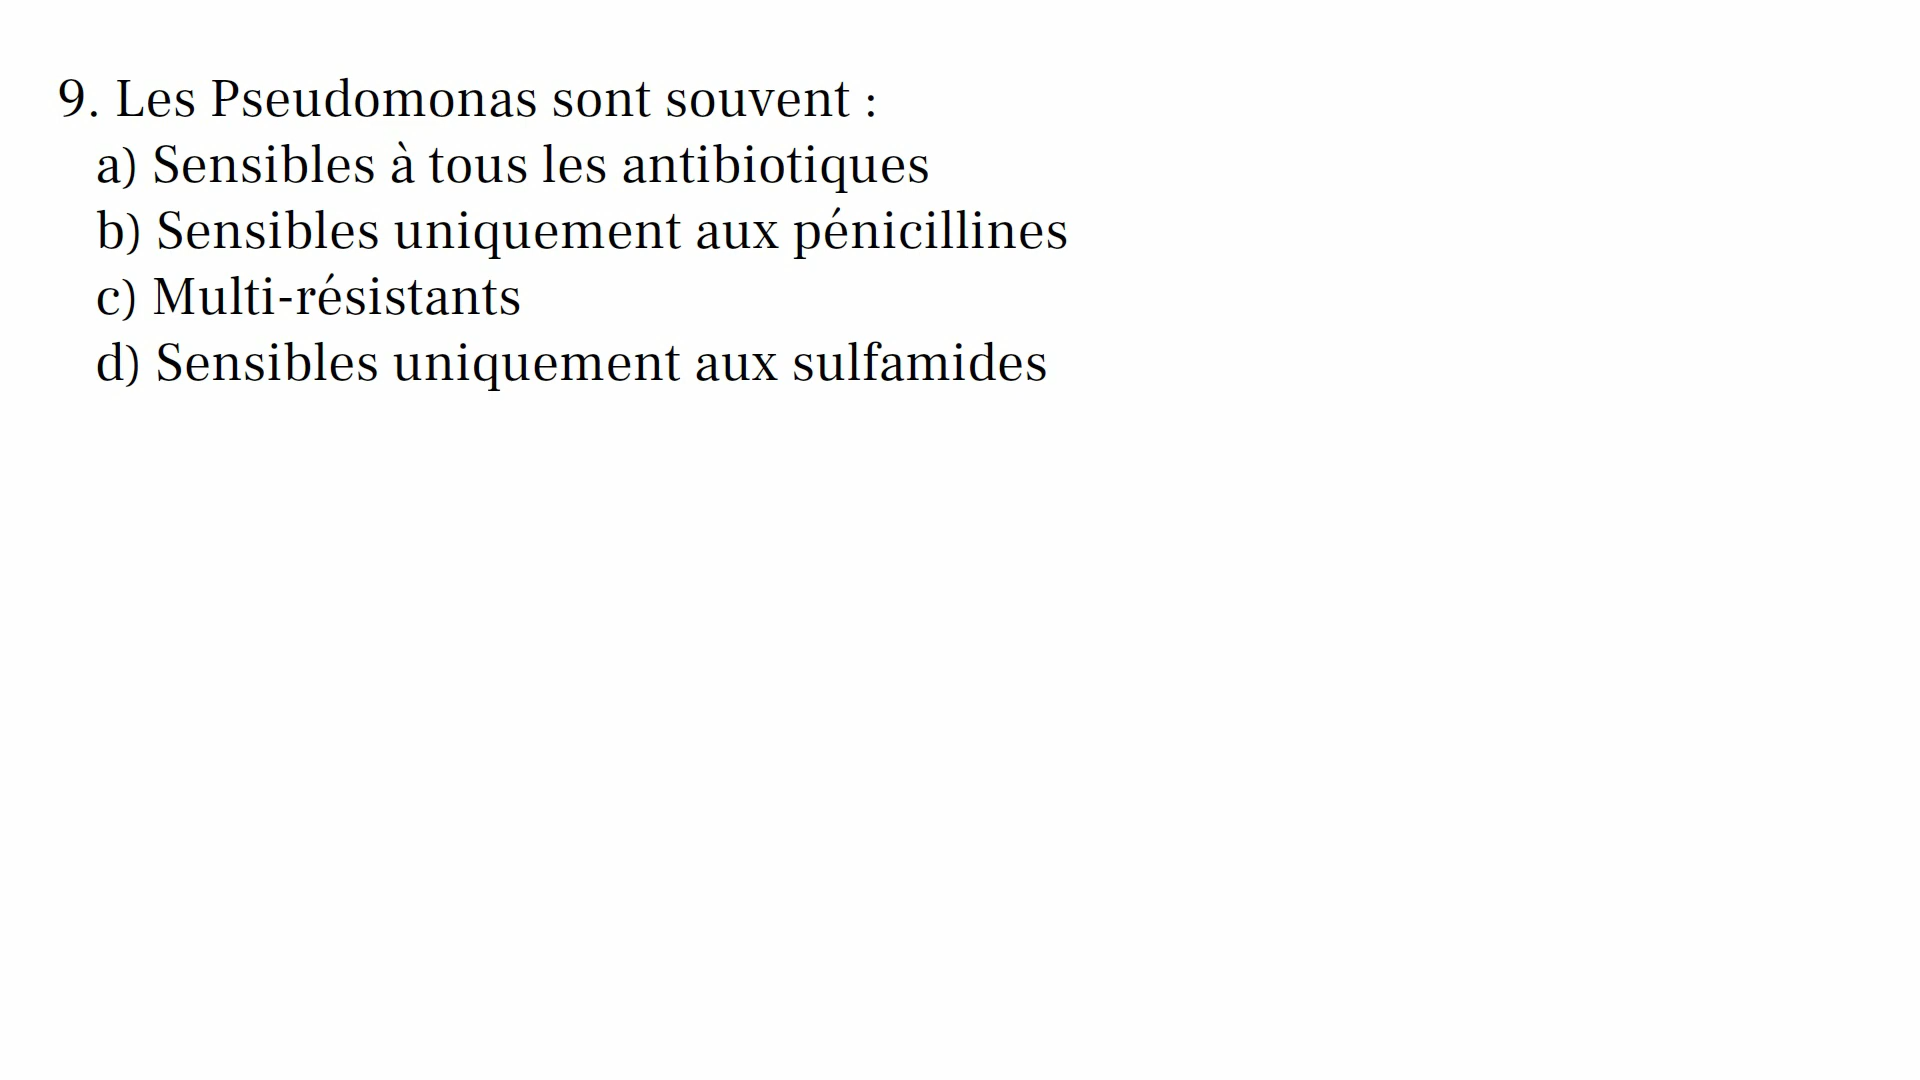 9. Les Pseudomonas sont souvent :
a) Sensibles à tous les antibiotiques
b) Sensibles uniquement aux pénicillines
c) Multi-résistants
d) Sensibles uniquement aux sulfamides